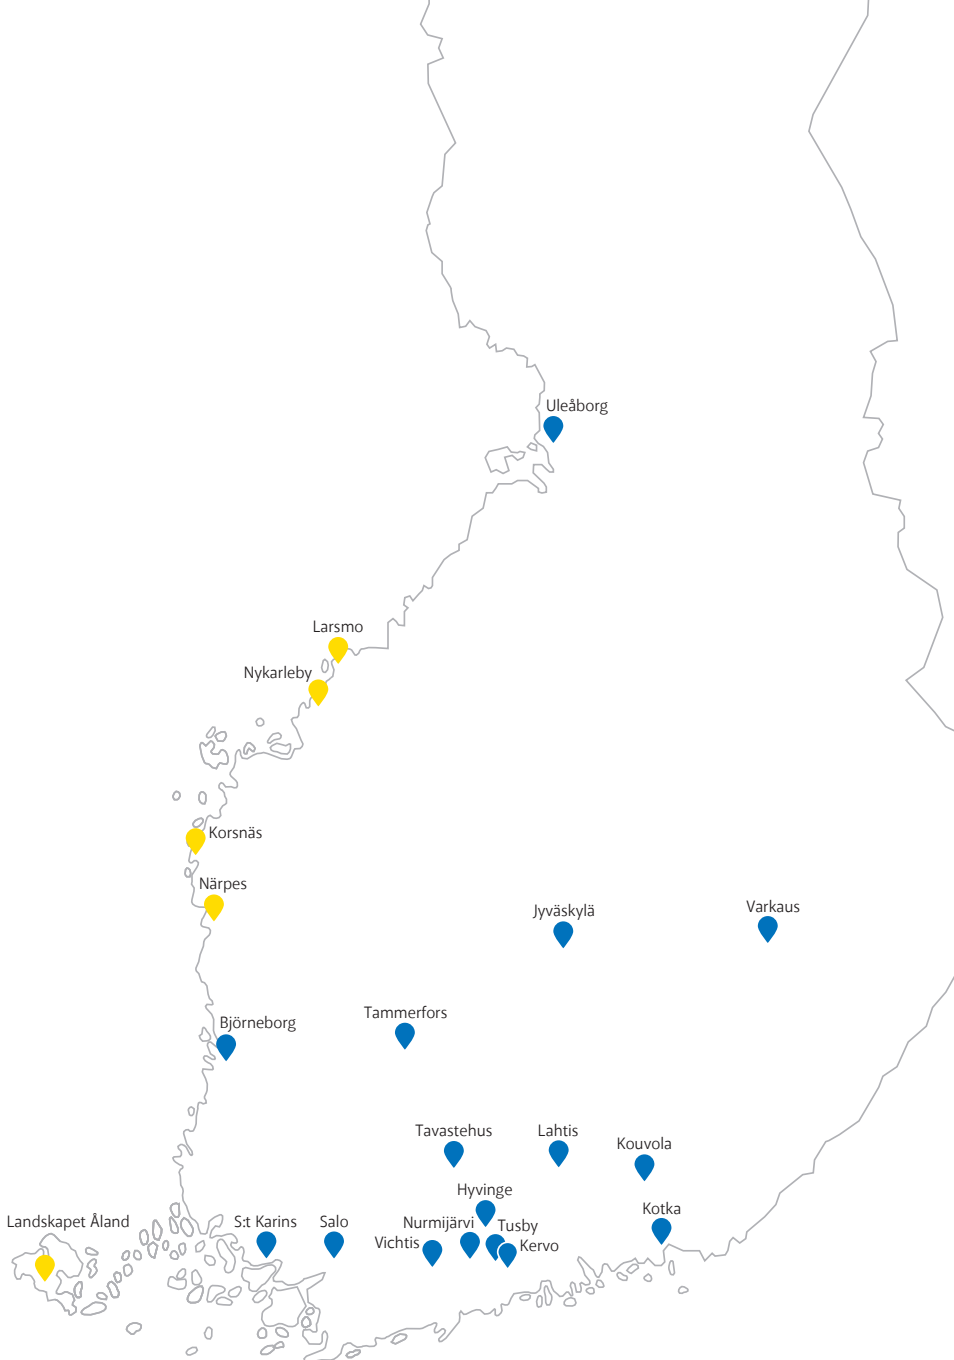 Uleåborg
Larsmo
Nykarleby
Korsnäs
Närpes
Jyväskylä
Varkaus
Björneborg
Tammerfors
Tavastehus
Lahtis
Kouvola
Hyvinge
Kotka
Landskapet Åland
S:t Karins
Salo
Nurmijärvi
Tusby
Vichtis
Kervo